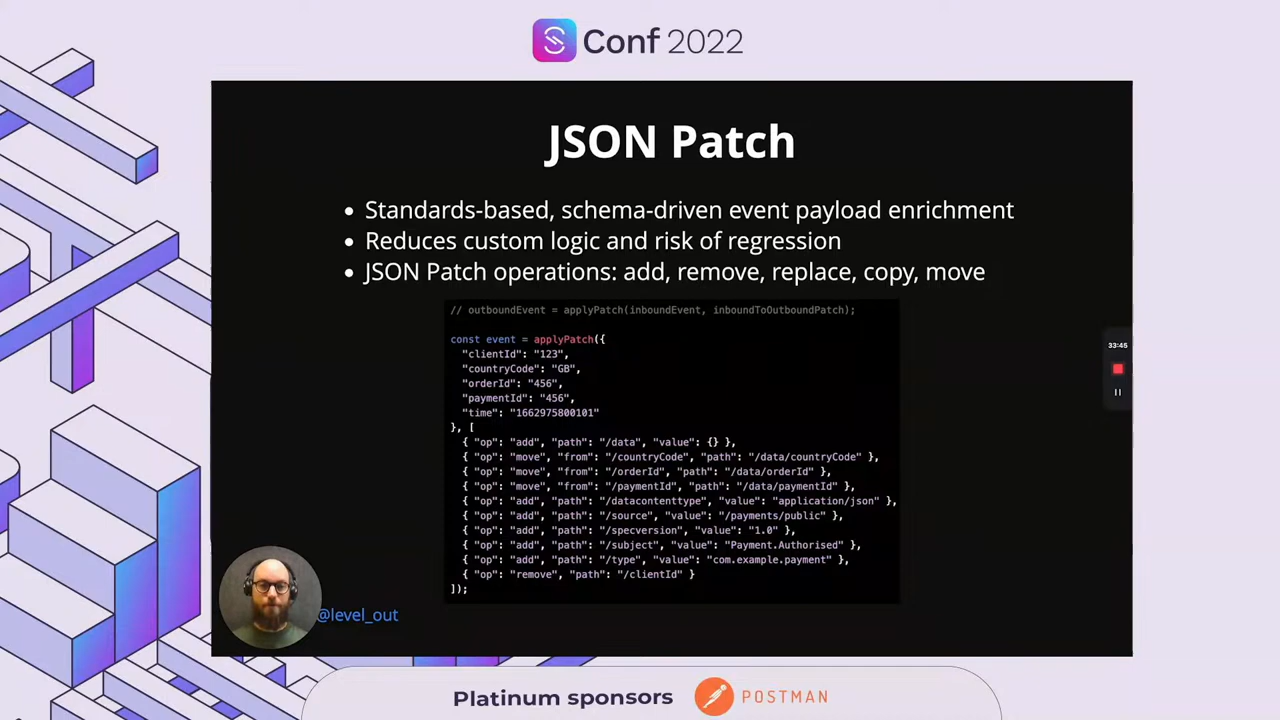 Conf 2022
JSON Patch
• Standards-based, schema-driven event payload enrichment
• Reduces custom logic and risk of regression
• JSON Patch operations: add, remove, replace, copy, move
// outboundEvent = applyPatch(inboundEvent, inboundToOutboundPatch);
const event = applyPatch({
"clientId": "123",
"countryCode": "GB",
"orderId": "456",
"paymentId": "456",
"time": "1662975800101"
}, [
{ "op": "add", "path": "/data", "value": {} },
{ "op": "move", "from": "/countryCode", "path": "/data/countryCode" },
{ "op": "move", "from": "/orderId", "path": "/data/orderId" },
{ "op": "move", "from": "/paymentId", "path": "/data/paymentId" },
{ "op": "add", "path": "/datacontenttype", "value": "application/json" },
{ "op": "add", "path": "/source", "value": "/payments/public" },
{ "op": "add", "path": "/specversion", "value": "1.0" },
{ "op": "add", "path": "/subject", "value": "Payment.Authorised" },
{ "op": "add", "path": "/type", "value": "com.example.payment" },
{ "op": "remove", "path": "/clientId" }
]);
33:45
@level_out
Platinum sponsors POSTMAN